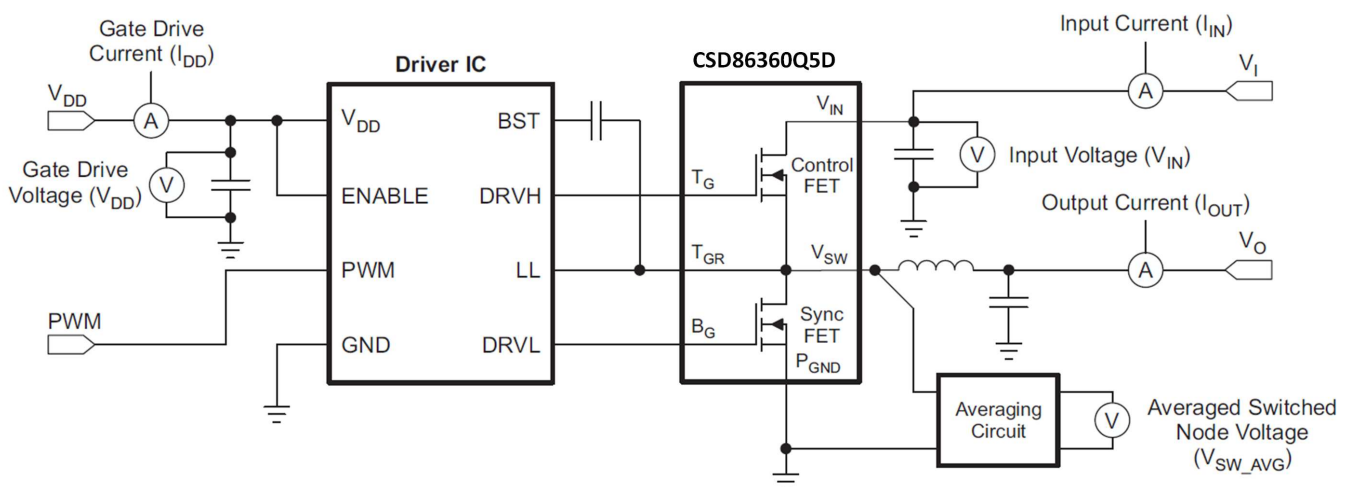 Gate Drive
Current (IDD)
VDD
A
Gate Drive
Voltage (VDD)
V
PWM
Driver IC
VDD
ENABLE
PWM
GND
BST
DRVH
LL
DRVL
CSD86360Q5D
TG
TGR
BG
VIN
Control
FET
VSW
Sync
FET
PGND
Input Current (IIN)
A
VI
V
Input Voltage (VIN)
Output Current (IOUT)
A
VO
Averaging
Circuit
V
Averaged Switched
Node Voltage
(VSW_AVG)